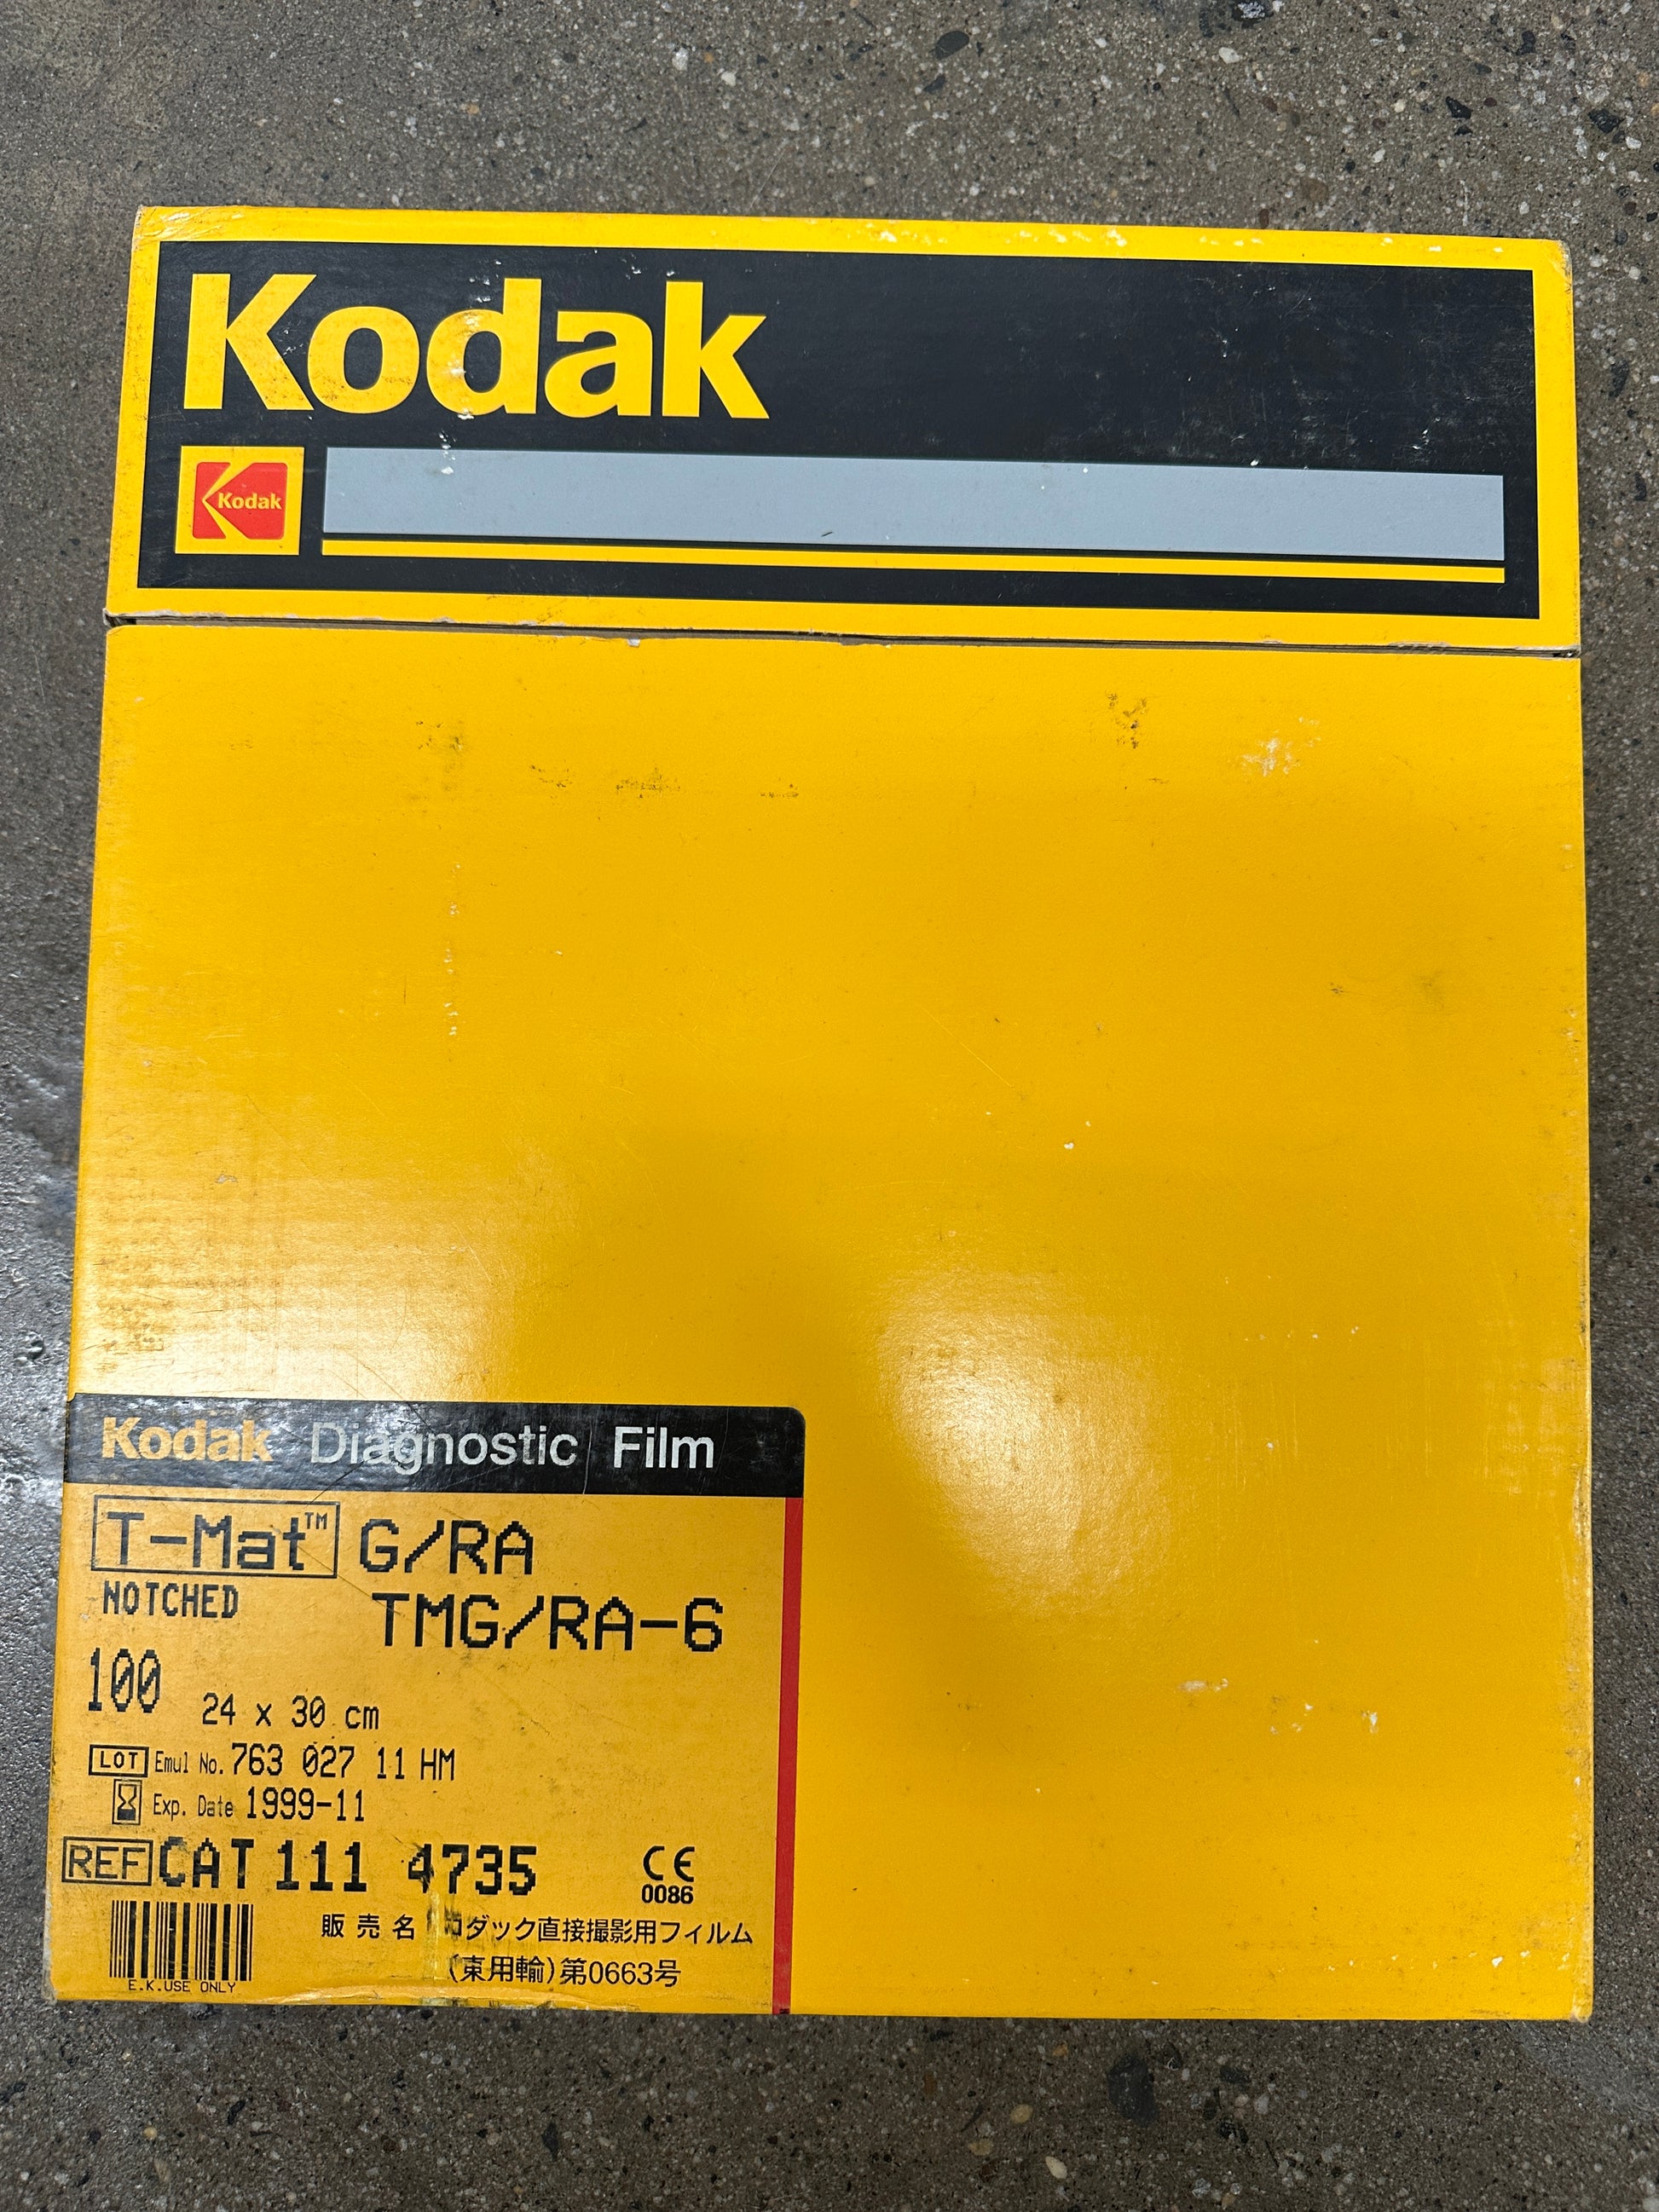 Kodak
Kodak
Kodak Diagnostic Film
T-Mat™ G/RA
NOTCHED
TMG/RA-6
100 24 x 30 cm
LOT Emul No. 763 027 11 HM
Exp. Date 1999-11
REF CAT 111 4735
CE
0086
販売名 コダック直接撮影用フィルム
(東用輸)第0663号
E.K.USE ONLY